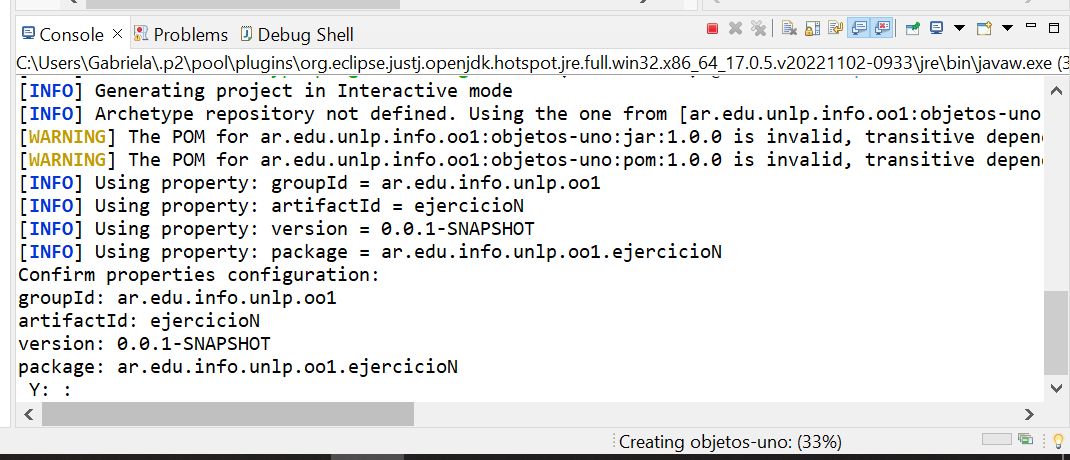 Console Problems Debug Shell
C:\Users\Gabriela\.p2\pool\plugins\org.eclipse.justj.openjdk.hotspot.jre.full.win32.x86_64_17.0.5.v20221102-0933\jre\bin\javaw.exe (3
[INFO] Generating project in Interactive mode
[INFO] Archetype repository not defined. Using the one from [ar.edu.unlp.info.oo1:objetos-uno
[WARNING] The POM for ar.edu.unlp.info.oo1:objetos-uno:jar:1.0.0 is invalid, transitive depen
[WARNING] The POM for ar.edu.unlp.info.oo1:objetos-uno:pom:1.0.0 is invalid, transitive depen
[INFO] Using property: groupId = ar.edu.info.unlp.oo1
[INFO] Using property: artifactId = ejercicioN
[INFO] Using property: version = 0.0.1-SNAPSHOT
[INFO] Using property: package = ar.edu.info.unlp.oo1.ejercicioN
Confirm properties configuration:
groupId: ar.edu.info.unlp.oo1
artifactId: ejercicioN
version: 0.0.1-SNAPSHOT
package: ar.edu.info.unlp.oo1.ejercicioN
Y: :
Creating objetos-uno: (33%)